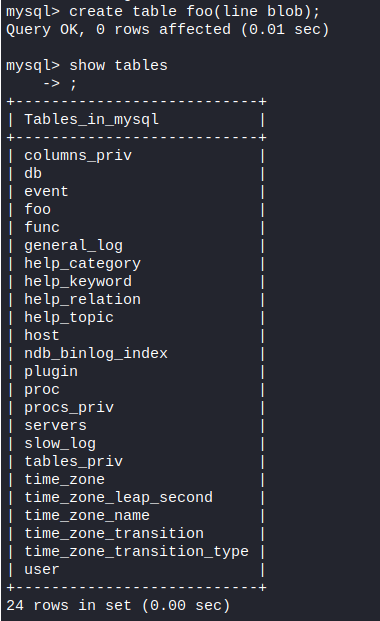 mysql> create table foo(line blob);
Query OK, 0 rows affected (0.01 sec)
mysql> show tables
    -> ;
+---------------------------+
| Tables_in_mysql           |
+---------------------------+
| columns_priv              |
| db                        |
| event                     |
| foo                       |
| func                      |
| general_log               |
| help_category             |
| help_keyword              |
| help_relation             |
| help_topic                |
| host                      |
| ndb_binlog_index          |
| plugin                    |
| proc                      |
| procs_priv                |
| servers                   |
| slow_log                  |
| tables_priv               |
| time_zone                 |
| time_zone_leap_second     |
| time_zone_name            |
| time_zone_transition      |
| time_zone_transition_type |
| user                      |
+---------------------------+
24 rows in set (0.00 sec)